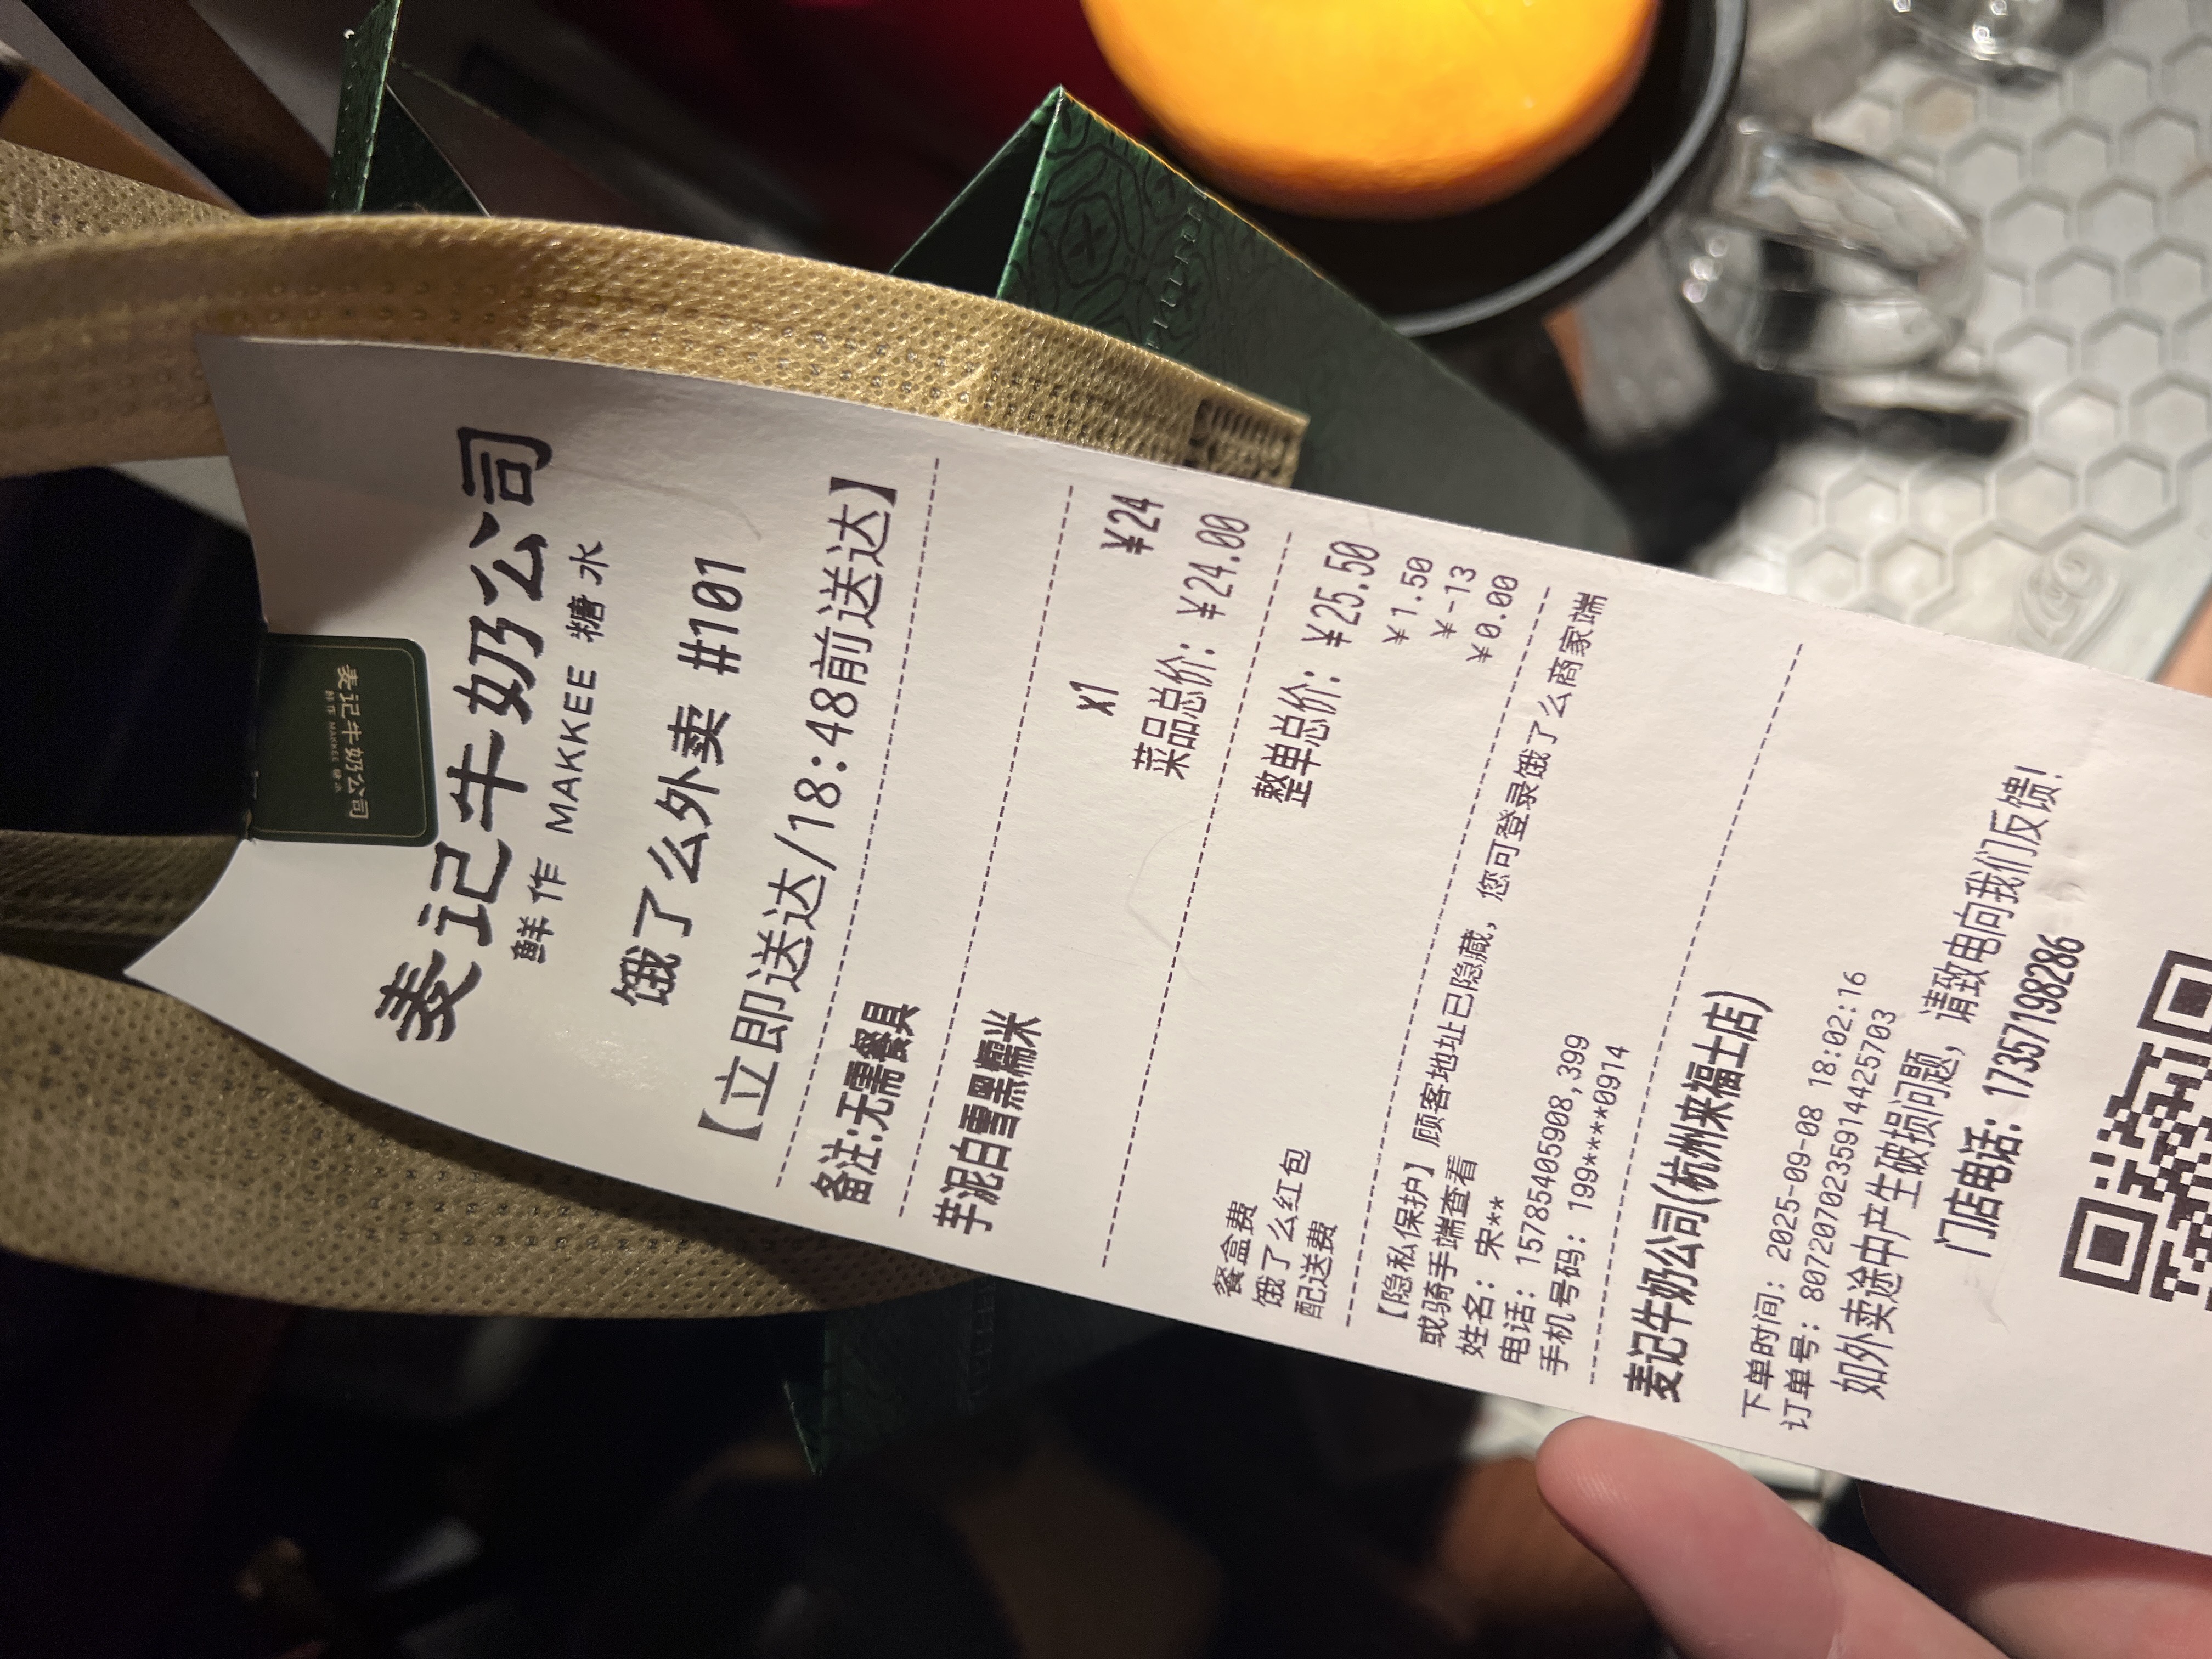 麦记牛奶公司
鲜作 MAKKEE 糖水
麦记牛奶公司
鲜作 MAKKEE 糖水
饿了么外卖 #101
【立即送达/18:48前送达】
备注:无需餐具
芋泥白雪黑糯米
x1 ¥24
菜品总价: ¥24.00
整单总价: ¥25.50
餐盒费 ¥1.50
饿了么红包 ¥-13
配送费 ¥0.00
【隐私保护】顾客地址已隐藏，您可登录饿了么商家端
或骑手端查看
姓名: 宋**
电话: 15785405908,399
手机号码: 199****0914
麦记牛奶公司(杭州来福士店)
下单时间: 2025-09-08 18:02:16
订单号: 8072070235914425703
如外卖途中产生破损问题，请致电向我们反馈!
门店电话: 17357198286